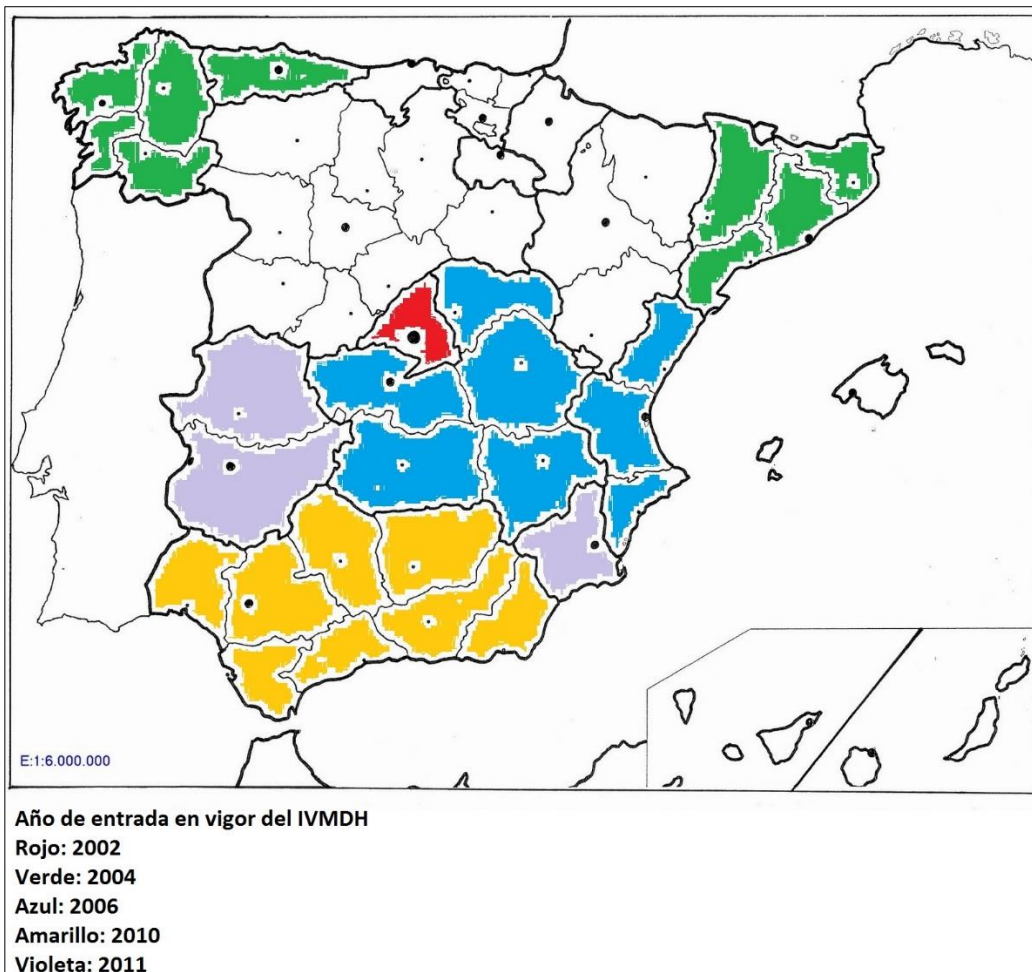 E:1:6.000.000
Año de entrada en vigor del IVMDH
Rojo: 2002
Verde: 2004
Azul: 2006
Amarillo: 2010
Violeta: 2011